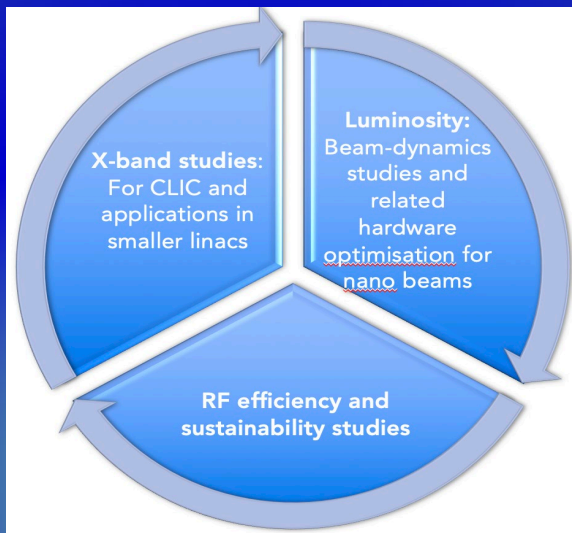 X-band studies:
For CLIC and
applications in
smaller linacs
Luminosity:
Beam-dynamics
studies and
related
hardware
optimisation for
nano beams
RF efficiency and
sustainability studies